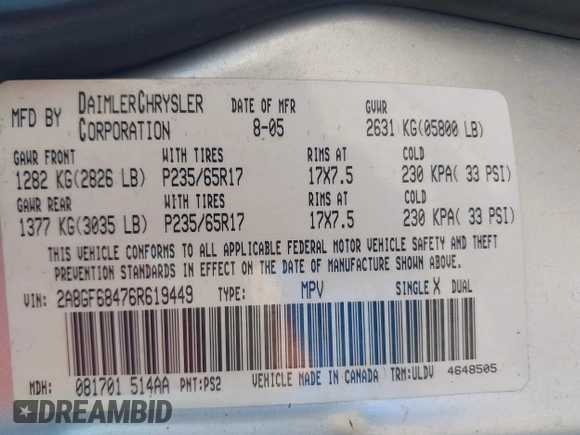 MFD BY DAIMLERCHRYSLER CORPORATION DATE OF MFR 8-05 GVWR 2631 KG(05800 LB)
GAWR FRONT WITH TIRES RIMS AT COLD
1282 KG(2826 LB) P235/65R17 17X7.5 230 KPA( 33 PSI)
GAWR REAR WITH TIRES RIMS AT COLD
1377 KG(3035 LB) P235/65R17 17X7.5 230 KPA( 33 PSI)
THIS VEHICLE CONFORMS TO ALL APPLICABLE FEDERAL MOTOR VEHICLE SAFETY AND THEFT
PREVENTION STANDARDS IN EFFECT ON THE DATE OF MANUFACTURE SHOWN ABOVE.
VIN: 2A8GF68476R619449 TYPE: MPV SINGLE X DUAL
MDH: 081701 514AA PNT:PS2 VEHICLE MADE IN CANADA TRM:ULDV 4648505
DREAMBID